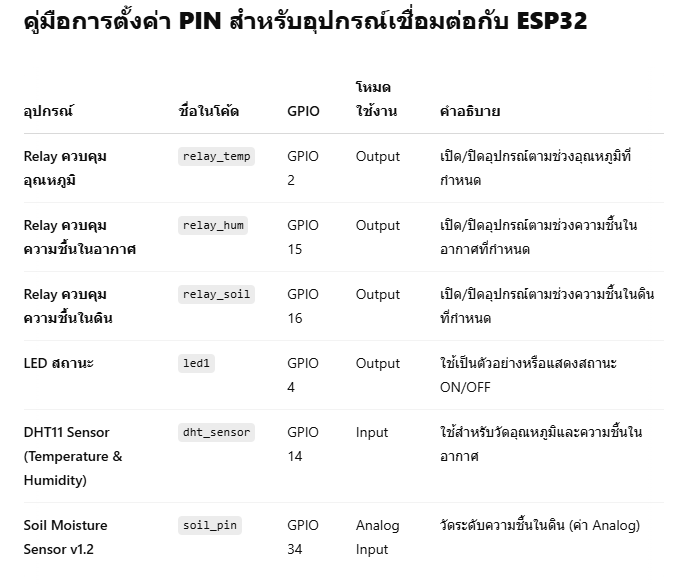 คู่มือการตั้งค่า PIN สำหรับอุปกรณ์เชื่อมต่อกับ ESP32
อุปกรณ์ ชื่อในโค้ด GPIO โหมดใช้งาน คำอธิบาย
Relay ควบคุมอุณหภูมิ relay_temp GPIO 2 Output เปิด/ปิดอุปกรณ์ตามช่วงอุณหภูมิที่กำหนด
Relay ควบคุมความชื้นในอากาศ relay_hum GPIO 15 Output เปิด/ปิดอุปกรณ์ตามช่วงความชื้นในอากาศที่กำหนด
Relay ควบคุมความชื้นในดิน relay_soil GPIO 16 Output เปิด/ปิดอุปกรณ์ตามช่วงความชื้นในดินที่กำหนด
LED สถานะ led1 GPIO 4 Output ใช้เป็นตัวอย่างหรือแสดงสถานะ ON/OFF
DHT11 Sensor (Temperature & Humidity) dht_sensor GPIO 14 Input ใช้สำหรับวัดอุณหภูมิและความชื้นในอากาศ
Soil Moisture Sensor v1.2 soil_pin GPIO 34 Analog Input วัดระดับความชื้นในดิน (ค่า Analog)